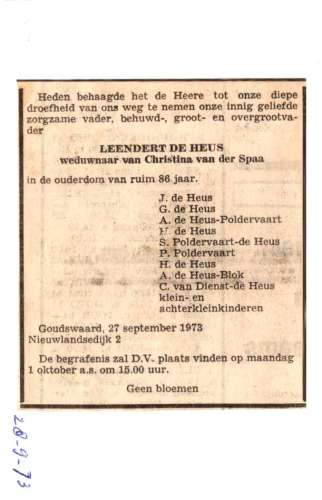 Heden behaagde het de Heere tot onze diepe
droefheid van ons weg te nemen onze innig geliefde
zorgzame vader, behuwd-, groot- en overgrootva-
der
LEENDERT DE HEUS
weduwnaar van Christina van der Spaa
in de ouderdom van ruim 86 jaar.
J. de Heus
G. de Heus
A. de Heus-Poldervaart
H. de Heus
S. Poldervaart-de Heus
P. Poldervaart
H. de Heus
A. de Heus-Blok
C. van Dienst-de Heus
klein- en
achterkleinkinderen
Goudswaard, 27 september 1973
Nieuwlandsedijk 2
De begrafenis zal D.V. plaats vinden op maandag
1 oktober a.s. om 15.00 uur.
Geen bloemen
28-9-73